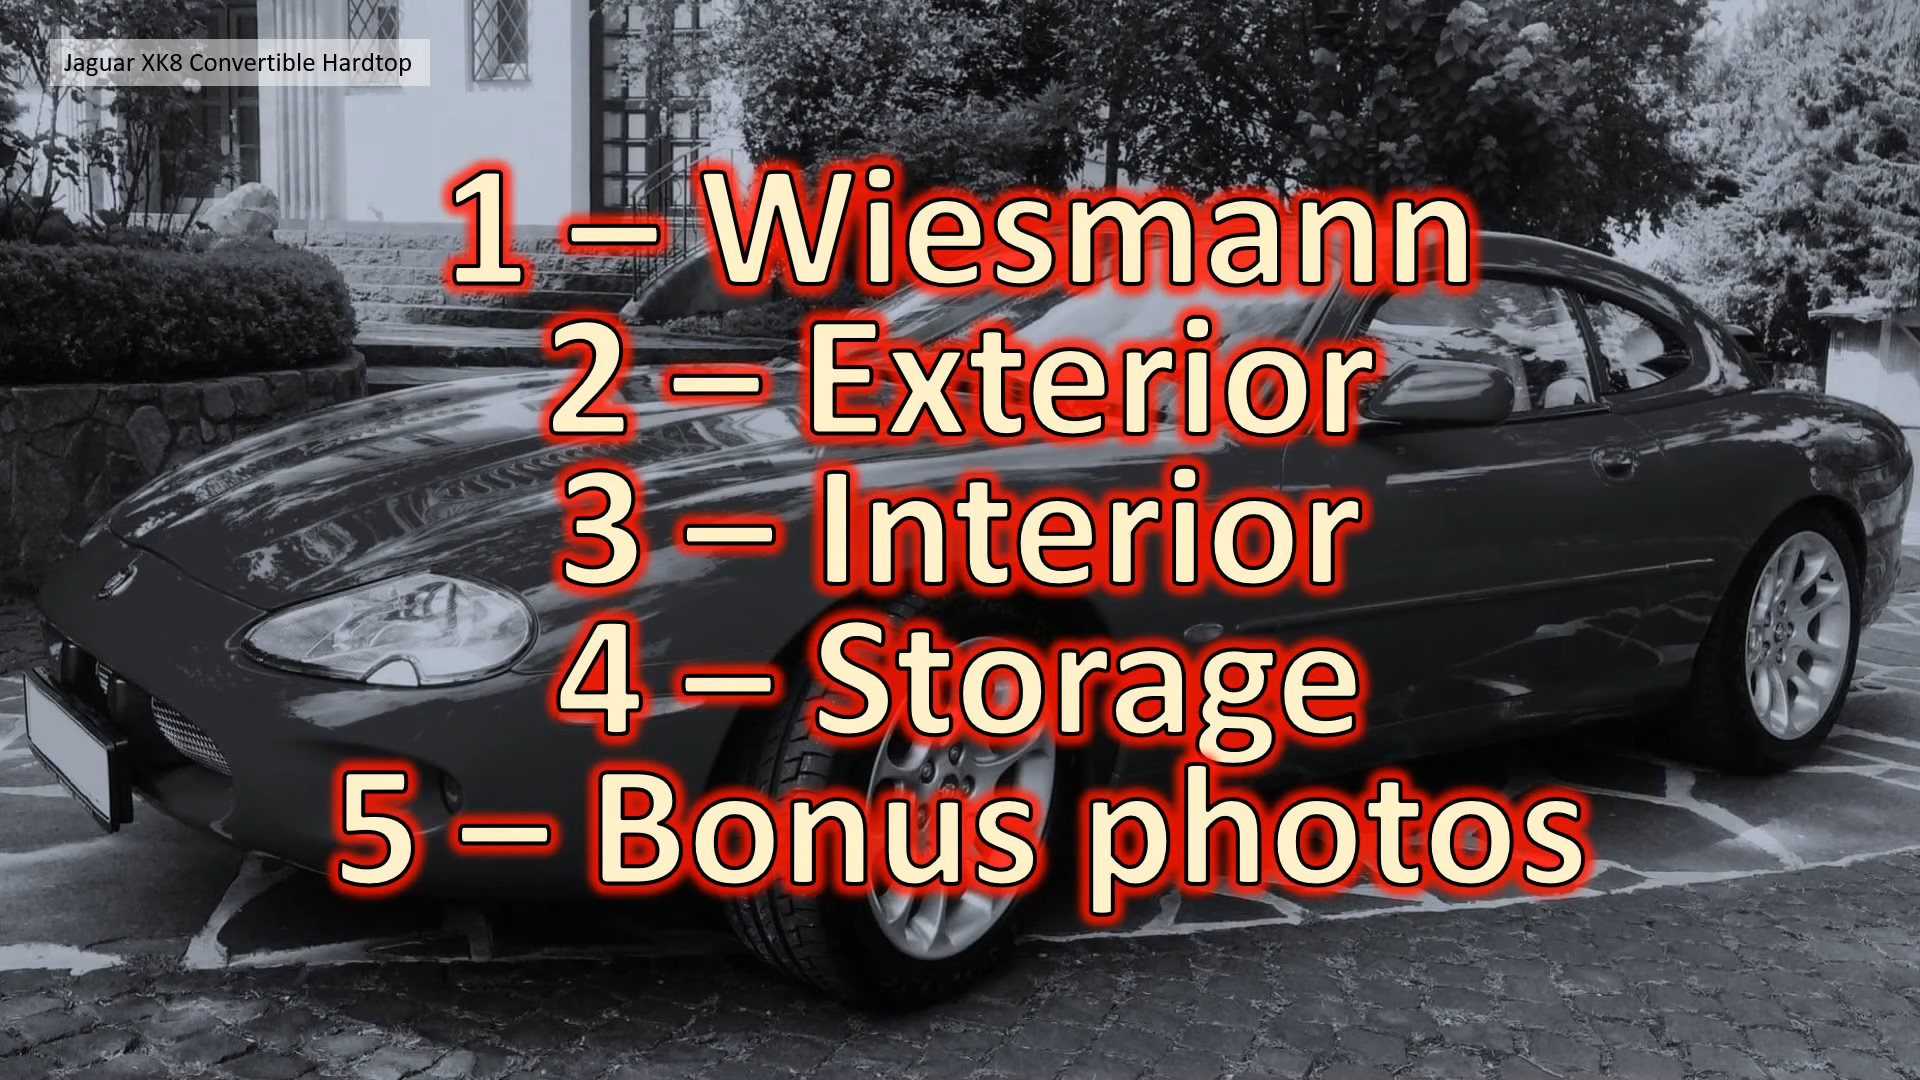 Jaguar XK8 Convertible Hardtop
1 – Wiesmann
2 – Exterior
3 – Interior
4 – Storage
5 – Bonus photos